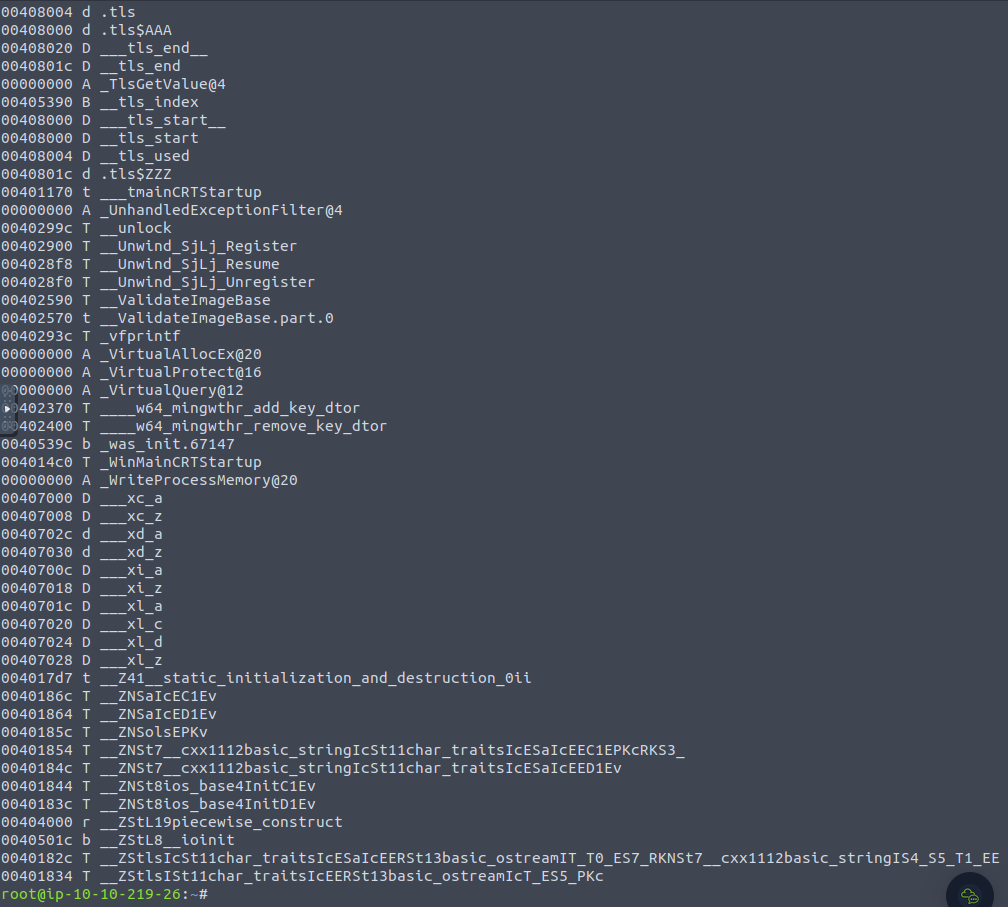 00408004 d .tls
00408000 d .tls$AAA
00408020 D ___tls_end__
0040801c D __tls_end
00000000 A _TlsGetValue@4
00405390 B __tls_index
00408000 D ___tls_start__
00408000 D __tls_start
00408004 D __tls_used
0040801c d .tls$ZZZ
00401170 t ___tmainCRTStartup
00000000 A _UnhandledExceptionFilter@4
0040299c T __unlock
00402900 T __Unwind_SjLj_Register
004028f8 T __Unwind_SjLj_Resume
004028f0 T __Unwind_SjLj_Unregister
00402590 T __ValidateImageBase
00402570 t __ValidateImageBase.part.0
0040293c T _vfprintf
00000000 A _VirtualAllocEx@20
00000000 A _VirtualProtect@16
00000000 A _VirtualQuery@12
00402370 T ____w64_mingwthr_add_key_dtor
00402400 T ____w64_mingwthr_remove_key_dtor
0040539c b _was_init.67147
004014c0 T _WinMainCRTStartup
00000000 A _WriteProcessMemory@20
00407000 D ___xc_a
00407008 D ___xc_z
0040702c d ___xd_a
00407030 d ___xd_z
0040700c D ___xi_a
00407018 D ___xi_z
0040701c D ___xl_a
00407020 D ___xl_c
00407024 D ___xl_d
00407028 D ___xl_z
004017d7 t __Z41__static_initialization_and_destruction_0ii
0040186c T __ZNSaIcEC1Ev
00401864 T __ZNSaIcED1Ev
0040185c T __ZNSolsEPKv
00401854 T __ZNSt7__cxx1112basic_stringIcSt11char_traitsIcESaIcEEC1EPKcRKS3_
0040184c T __ZNSt7__cxx1112basic_stringIcSt11char_traitsIcESaIcEED1Ev
00401844 T __ZNSt8ios_base4InitC1Ev
0040183c T __ZNSt8ios_base4InitD1Ev
00404000 r __ZStL19piecewise_construct
0040501c b __ZStL8__ioinit
0040182c T __ZStlsIcSt11char_traitsIcESaIcEERSt13basic_ostreamIT_T0_ES7_RKNSt7__cxx1112basic_stringIS4_S5_T1_EE
00401834 T __ZStlsISt11char_traitsIcEERSt13basic_ostreamIcT_ES5_PKc
root@ip-10-10-219-26:~#